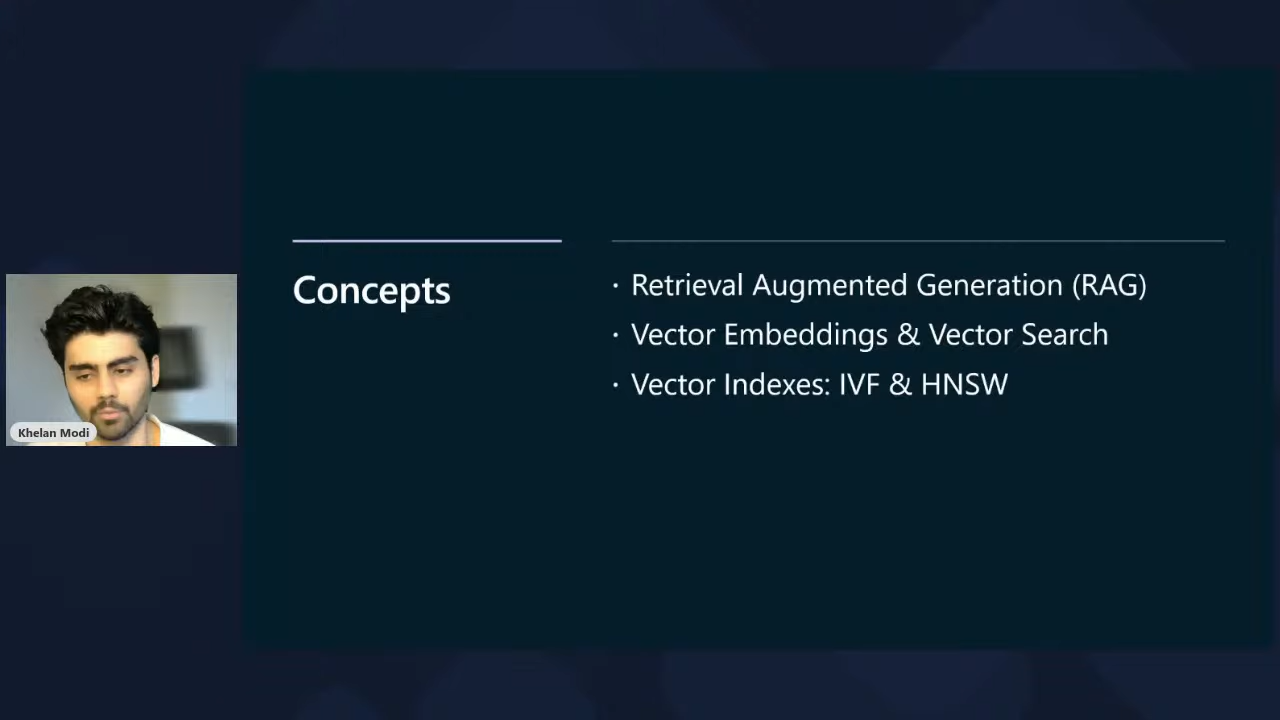 Concepts
· Retrieval Augmented Generation (RAG)
· Vector Embeddings & Vector Search
· Vector Indexes: IVF & HNSW
Khelan Modi